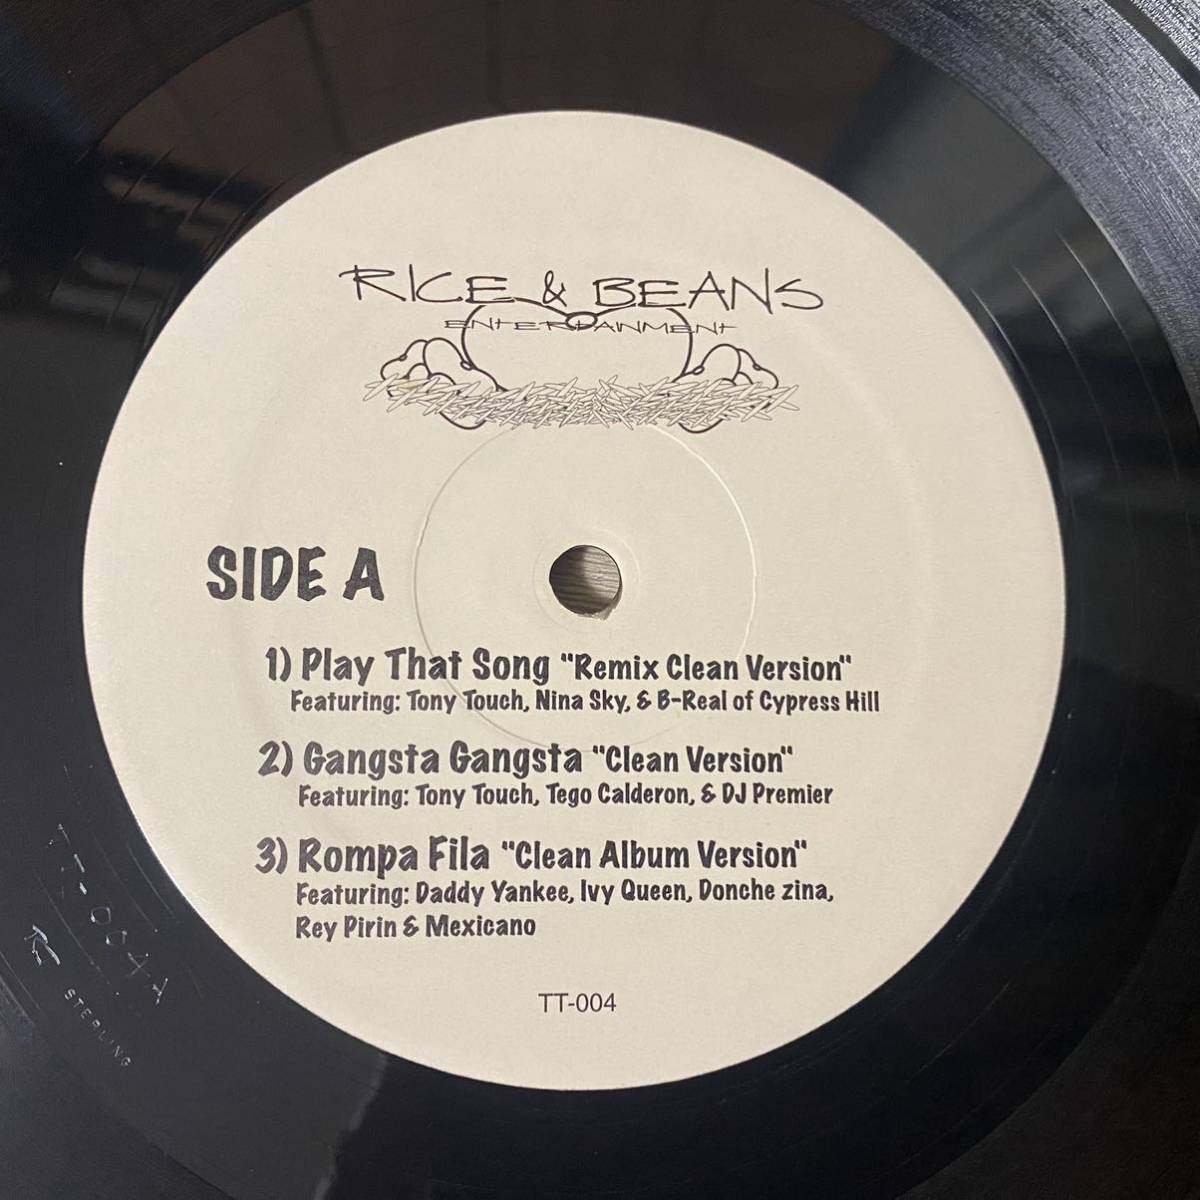 RICE & BEANS
ENTERTAINMENT
SIDE A
1) Play That Song "Remix Clean Version"
Featuring: Tony Touch, Nina Sky, & B-Real of Cypress Hill
2) Gangsta Gangsta "Clean Version"
Featuring: Tony Touch, Tego Calderon, & DJ Premier
3) Rompa Fila "Clean Album Version"
Featuring: Daddy Yankee, Ivy Queen, Donche zina,
Rey Pirin & Mexicano
TT-004
TT-004A
STERLING